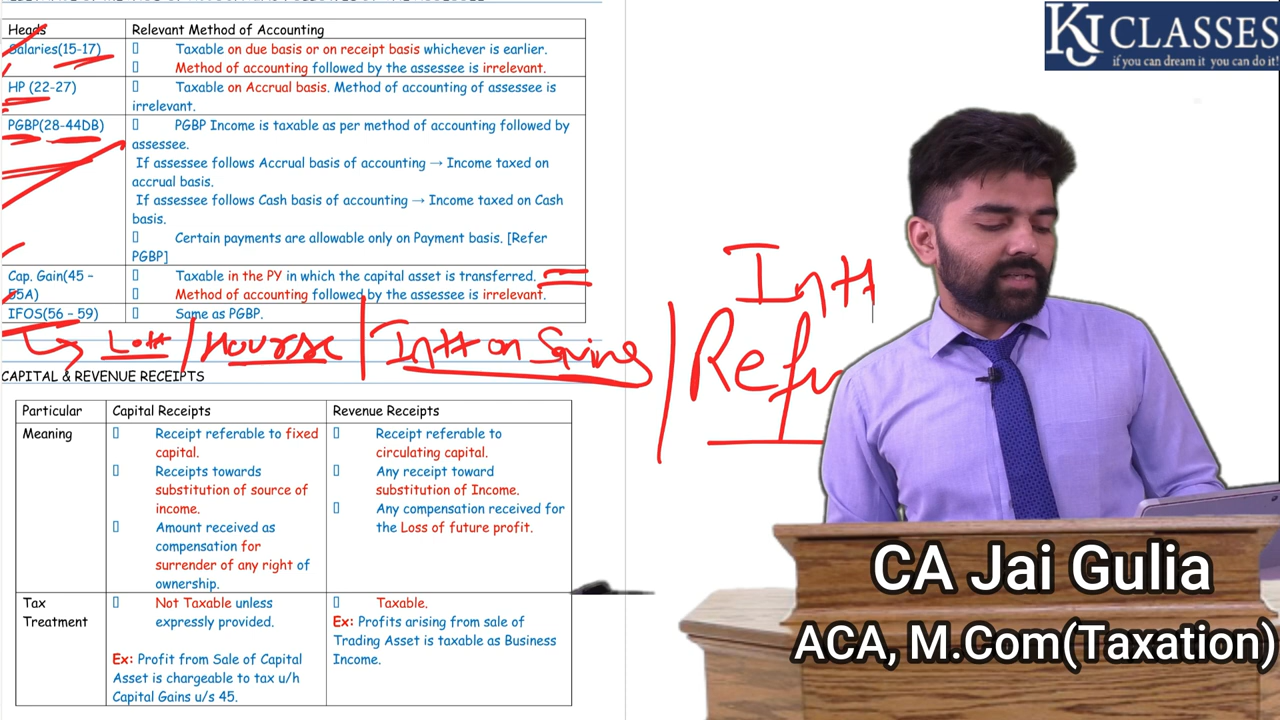 Heads Relevant Method of Accounting
Salaries(15-17) Taxable on due basis or on receipt basis whichever is earlier.
Method of accounting followed by the assessee is irrelevant.
HP (22-27) Taxable on Accrual basis. Method of accounting of assessee is
irrelevant.
PGBP(28-44DB) PGBP Income is taxable as per method of accounting followed by
assessee.
If assessee follows Accrual basis of accounting → Income taxed on
accrual basis.
If assessee follows Cash basis of accounting → Income taxed on Cash
basis.
Certain payments are allowable only on Payment basis. [Refer
PGBP]
Cap. Gain(45 – Taxable in the PY in which the capital asset is transferred.
55A) Method of accounting followed by the assessee is irrelevant.
IFOS(56 – 59) Same as PGBP.
Intt on Saving
Intt
Refu
CAPITAL & REVENUE RECEIPTS
Particular Capital Receipts Revenue Receipts
Meaning
Receipt referable to fixed
capital.
Receipts towards
substitution of source of
income.
Amount received as
compensation for
surrender of any right of
ownership.
Receipt referable to
circulating capital.
Any receipt toward
substitution of Income.
Any compensation received for
the Loss of future profit.
Tax
Treatment
Not Taxable unless
expressly provided.
Ex: Profit from Sale of Capital
Asset is chargeable to tax u/h
Capital Gains u/s 45.
Taxable.
Ex: Profits arising from sale of
Trading Asset is taxable as Business
Income.
KJ CLASSES
if you can dream it you can do it!
CA Jai Gulia
ACA, M.Com(Taxation)